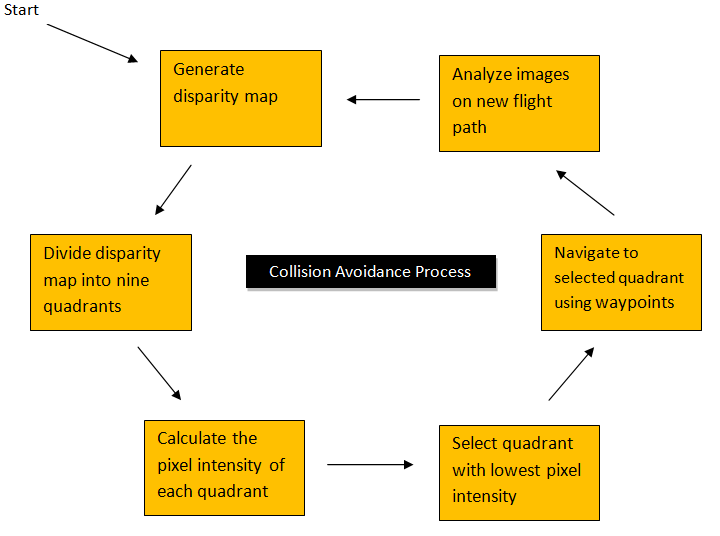 Start
Generate
disparity map
Analyze images
on new flight
path
Divide disparity
map into nine
quadrants
Collision Avoidance Process
Navigate to
selected quadrant
using waypoints
Calculate the
pixel intensity of
each quadrant
Select quadrant
with lowest pixel
intensity